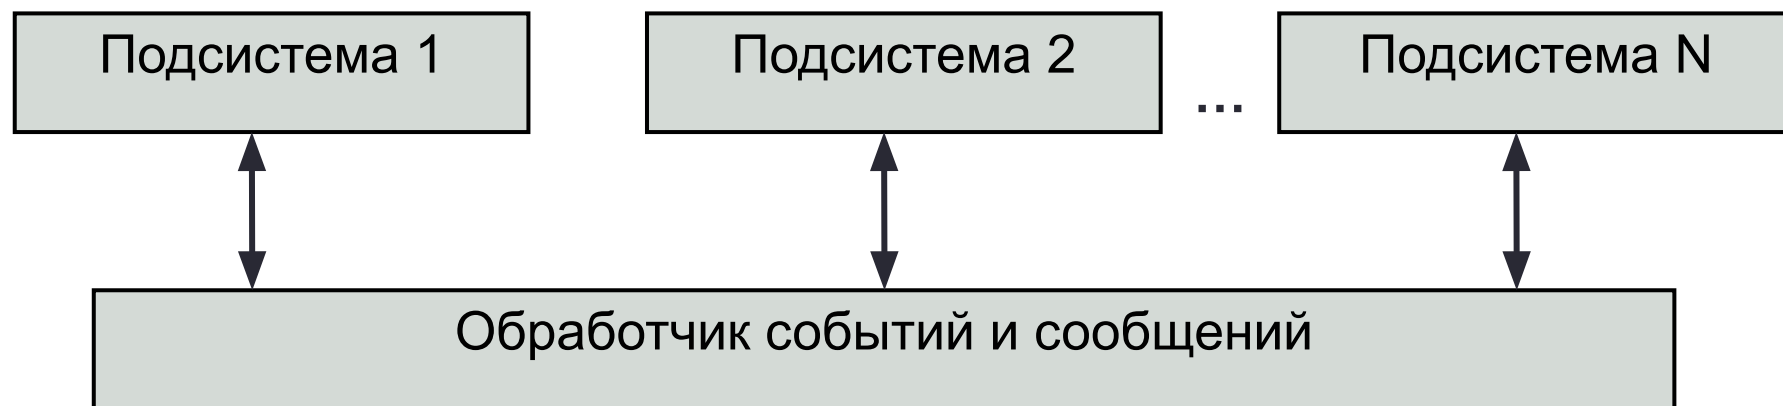 Подсистема 1
Подсистема 2
...
Подсистема N
Обработчик событий и сообщений